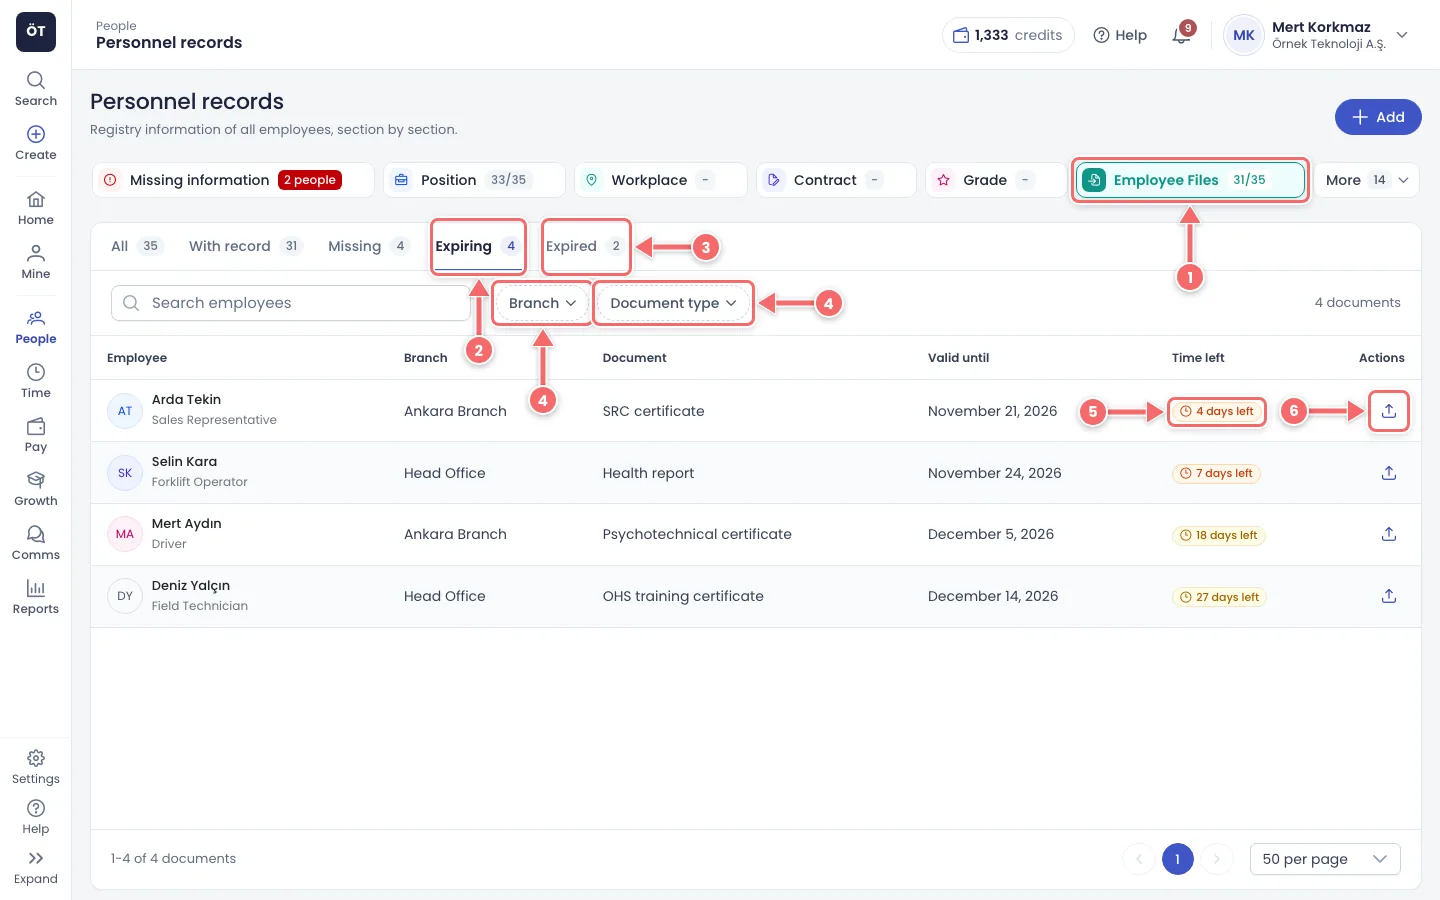 ÖT
People
Personnel records
1,333 credits
Help
9
MK
Mert Korkmaz
Örnek Teknoloji A.Ş.
Search
Create
Home
Mine
People
Time
Pay
Growth
Comms
Reports
Settings
Help
Expand
Personnel records
Registry information of all employees, section by section.
Add
Missing information 2 people
Position 33/35
Workplace -
Contract -
Grade -
Employee Files 31/35
More 14
All 35
With record 31
Missing 4
Expiring 4
Expired 2
3
1
Search employees
Branch
Document type
4
4 documents
2
4
Employee Branch Document Valid until Time left Actions
AT
Arda Tekin
Sales Representative
Ankara Branch
SRC certificate
November 21, 2026
5
4 days left
6
SK
Selin Kara
Forklift Operator
Head Office
Health report
November 24, 2026
7 days left
MA
Mert Aydın
Driver
Ankara Branch
Psychotechnical certificate
December 5, 2026
18 days left
DY
Deniz Yalçın
Field Technician
Head Office
OHS training certificate
December 14, 2026
27 days left
1-4 of 4 documents
1
50 per page